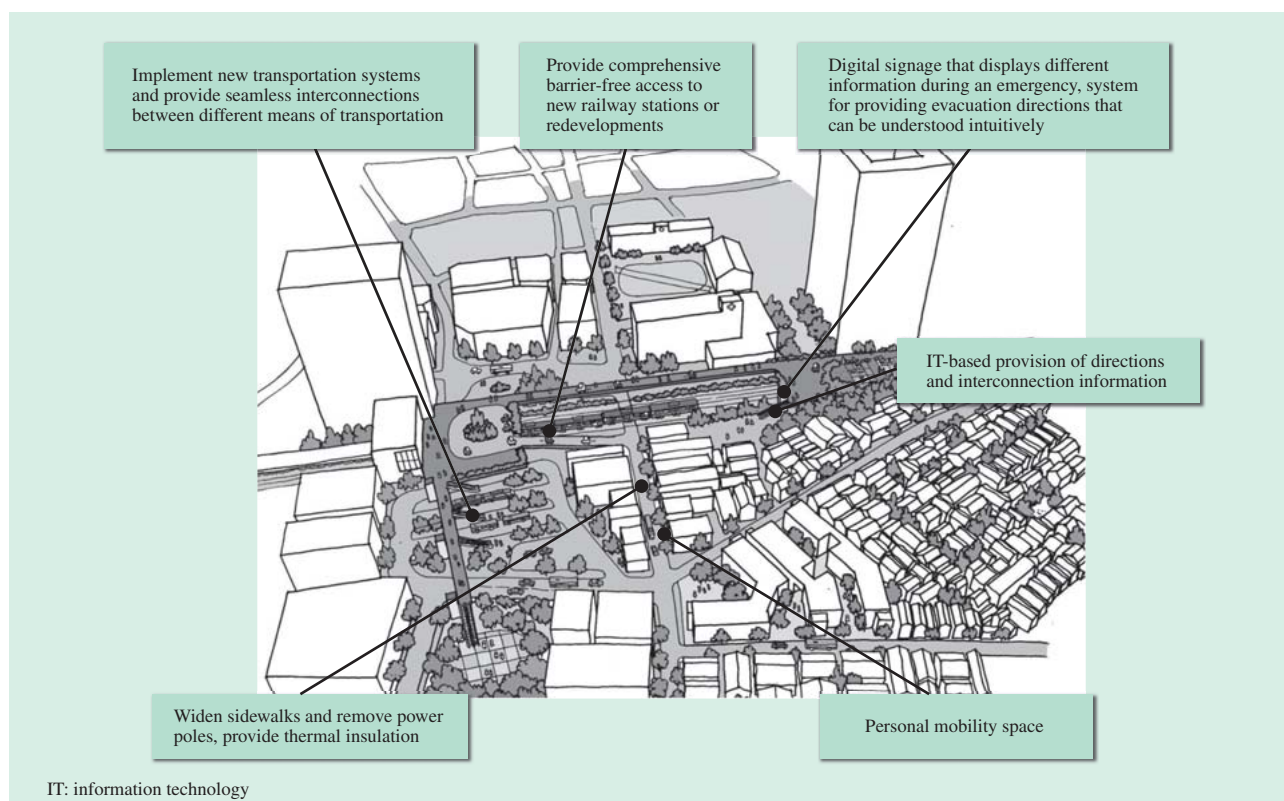 Implement new transportation systems
and provide seamless interconnections
between different means of transportation
Provide comprehensive
barrier-free access to
new railway stations or
redevelopments
Digital signage that displays different
information during an emergency, system
for providing evacuation directions that
can be understood intuitively
IT-based provision of directions
and interconnection information
Widen sidewalks and remove power
poles, provide thermal insulation
Personal mobility space
IT: information technology